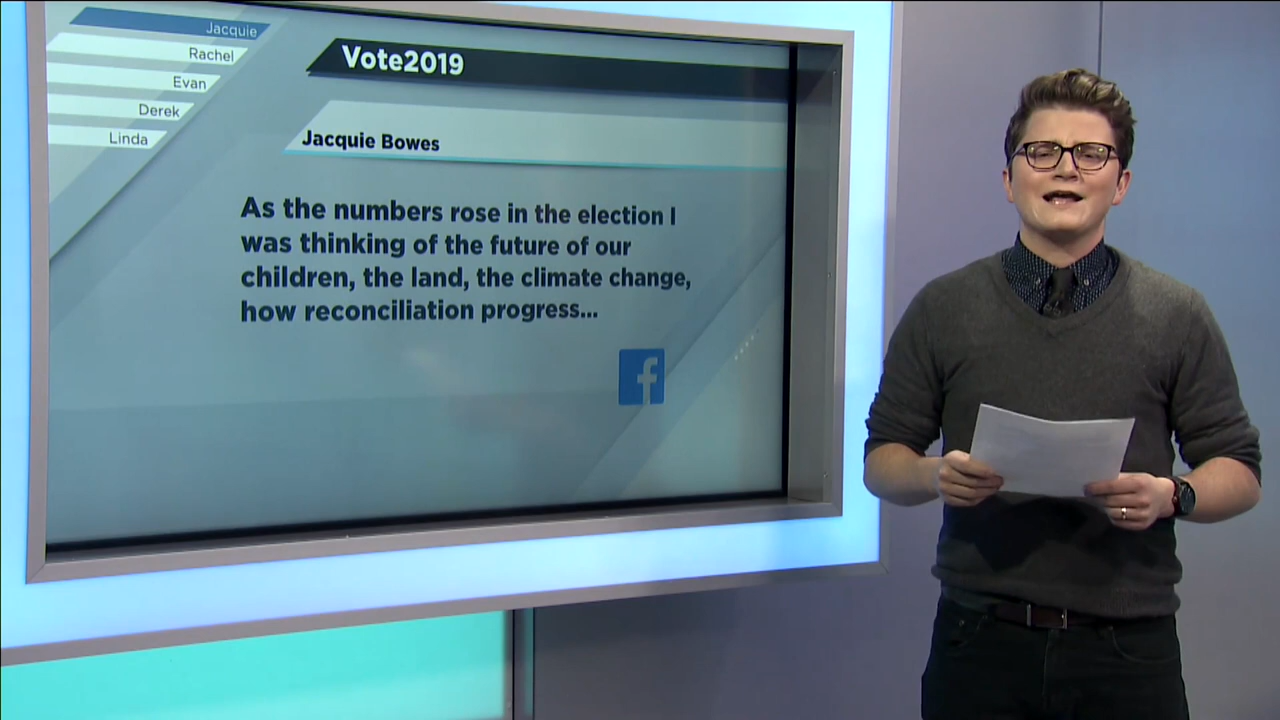 Jacquie
Rachel
Evan
Derek
Linda
Vote2019
Jacquie Bowes
As the numbers rose in the election I
was thinking of the future of our
children, the land, the climate change,
how reconciliation progress...
f